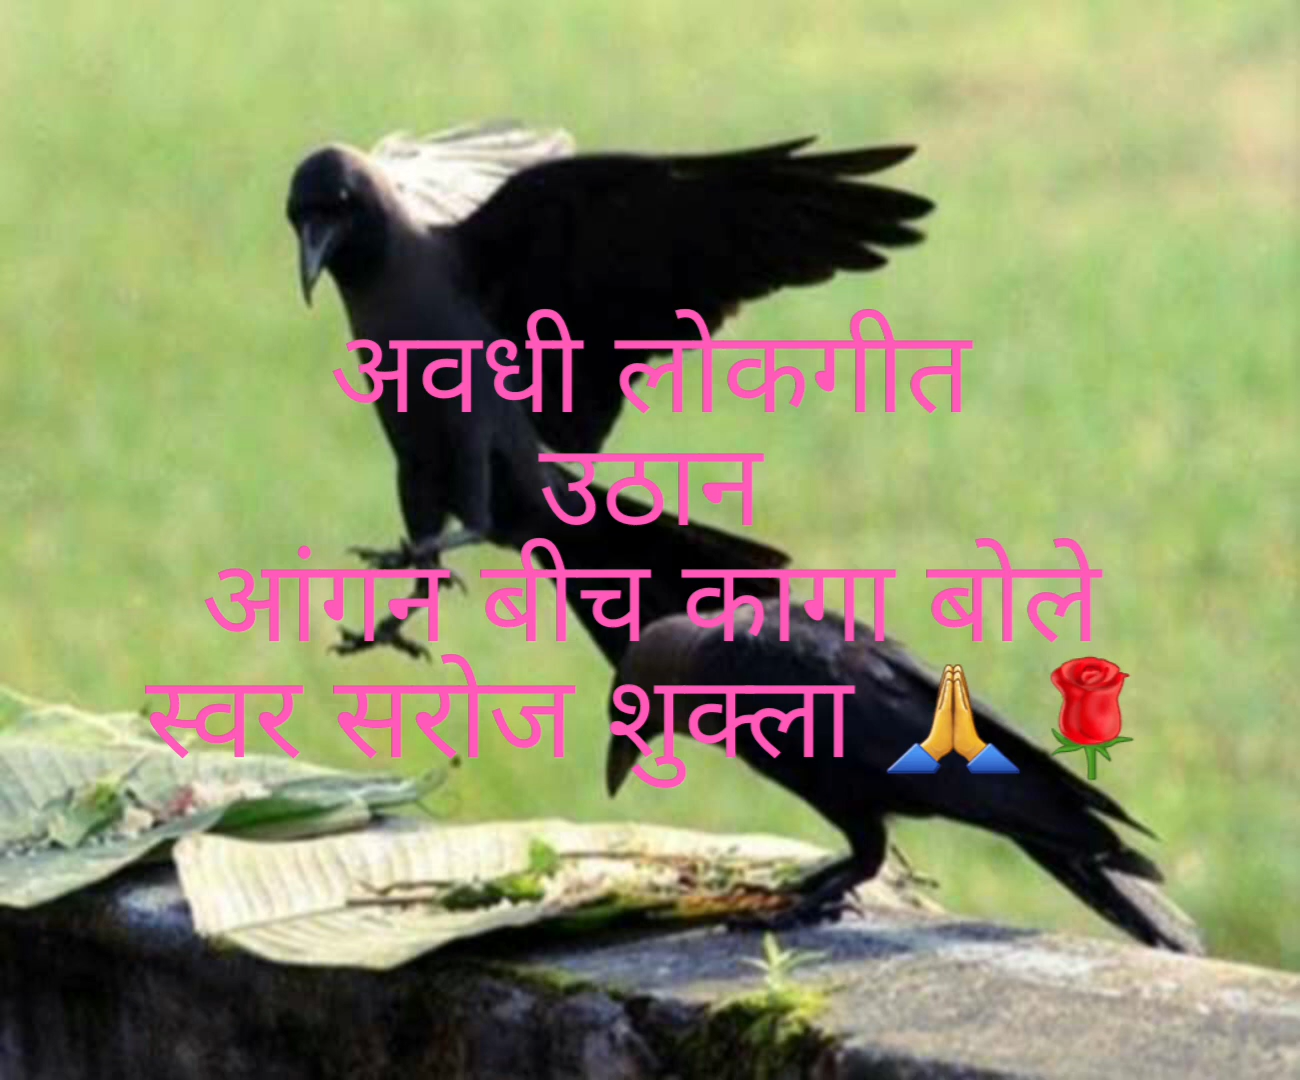 अवधी लोकगीत
उठान
आंगन बीच कागा बोले
स्वर सरोज शुक्ला 🙏🌹